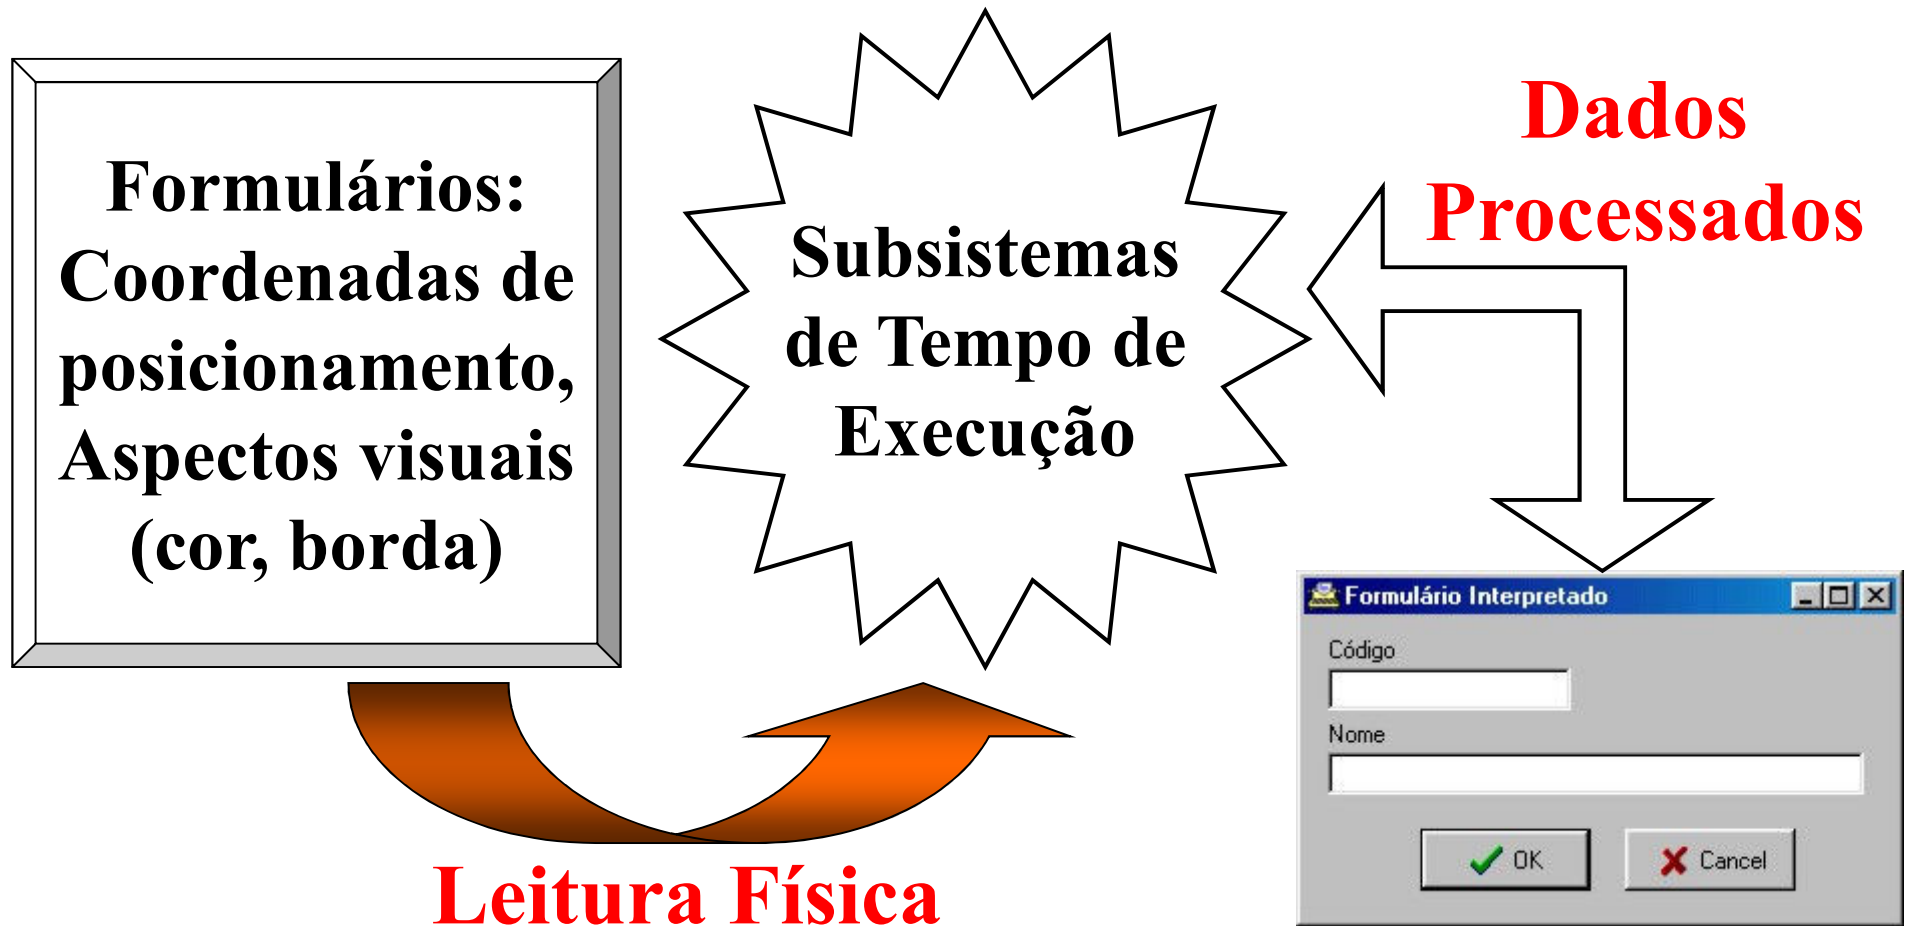 Formulários:
Coordenadas de
posicionamento,
Aspectos visuais
(cor, borda)
Subsistemas
de Tempo de
Execução
Dados
Processados
Leitura Física
Formulário Interpretado
Código
Nome
OK
Cancel